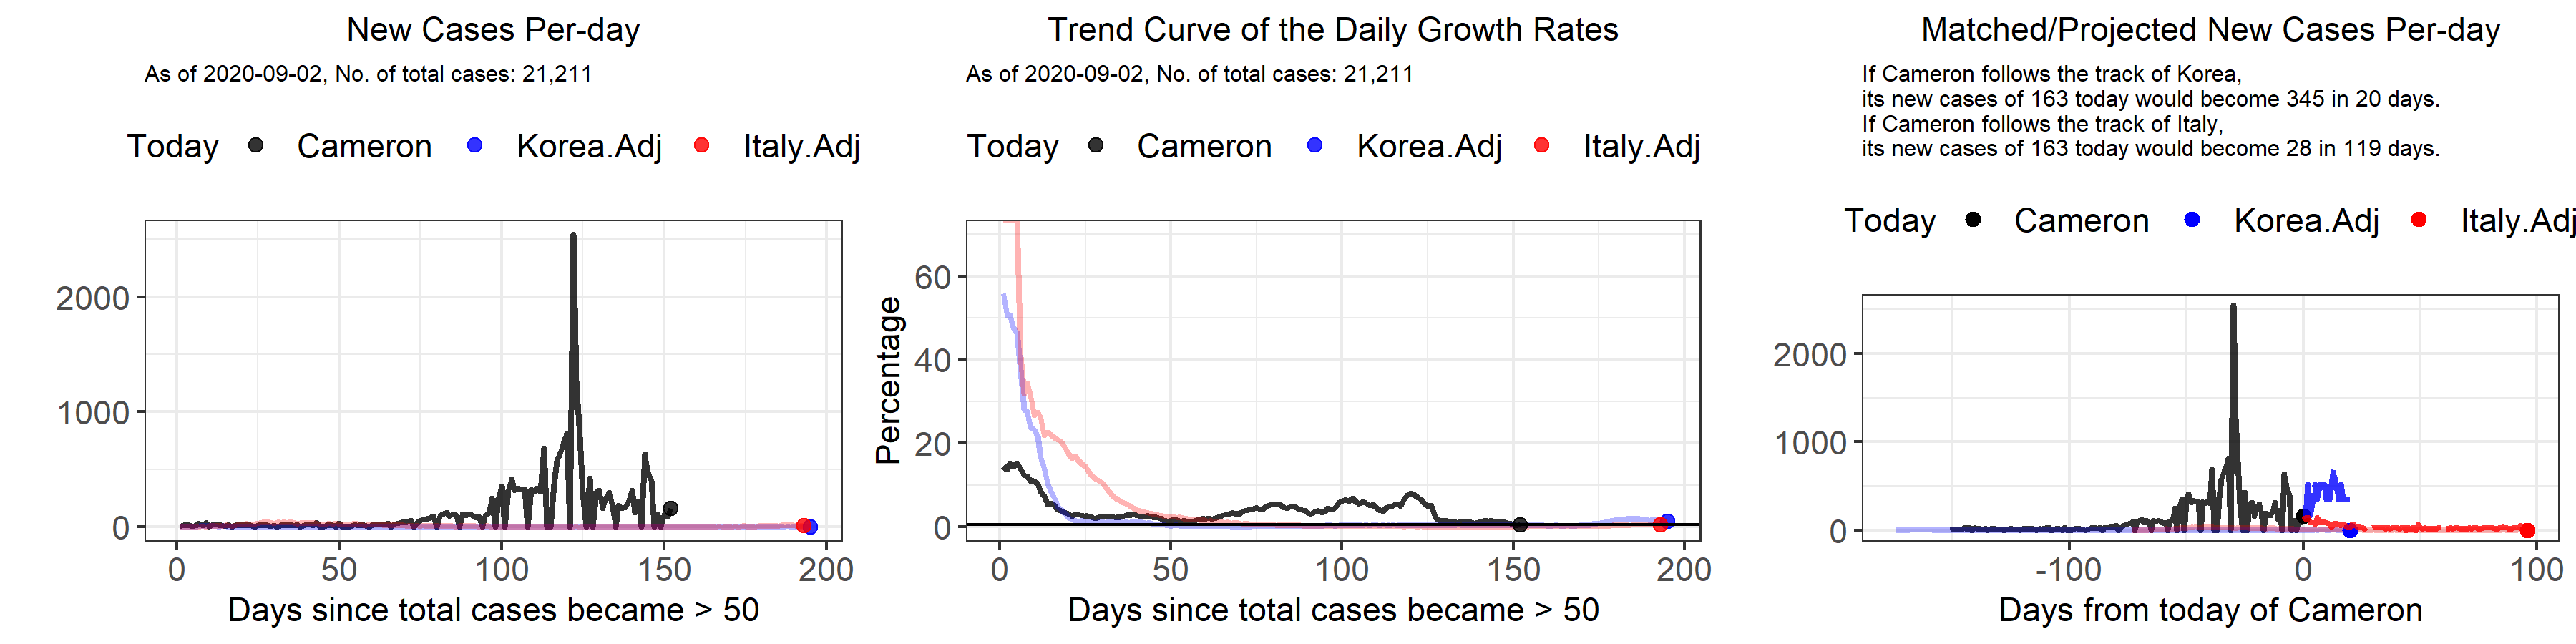 New Cases Per-day
As of 2020-09-02, No. of total cases: 21,211
Today Cameron Korea.Adj Italy.Adj
2000
1000
0
0 50 100 150 200
Days since total cases became > 50
Trend Curve of the Daily Growth Rates
As of 2020-09-02, No. of total cases: 21,211
Today Cameron Korea.Adj Italy.Adj
Percentage
60
40
20
0
0 50 100 150 200
Days since total cases became > 50
Matched/Projected New Cases Per-day
If Cameron follows the track of Korea,
its new cases of 163 today would become 345 in 20 days.
If Cameron follows the track of Italy,
its new cases of 163 today would become 28 in 119 days.
Today Cameron Korea.Adj Italy.Adj
2000
1000
0
-100 0 100
Days from today of Cameron